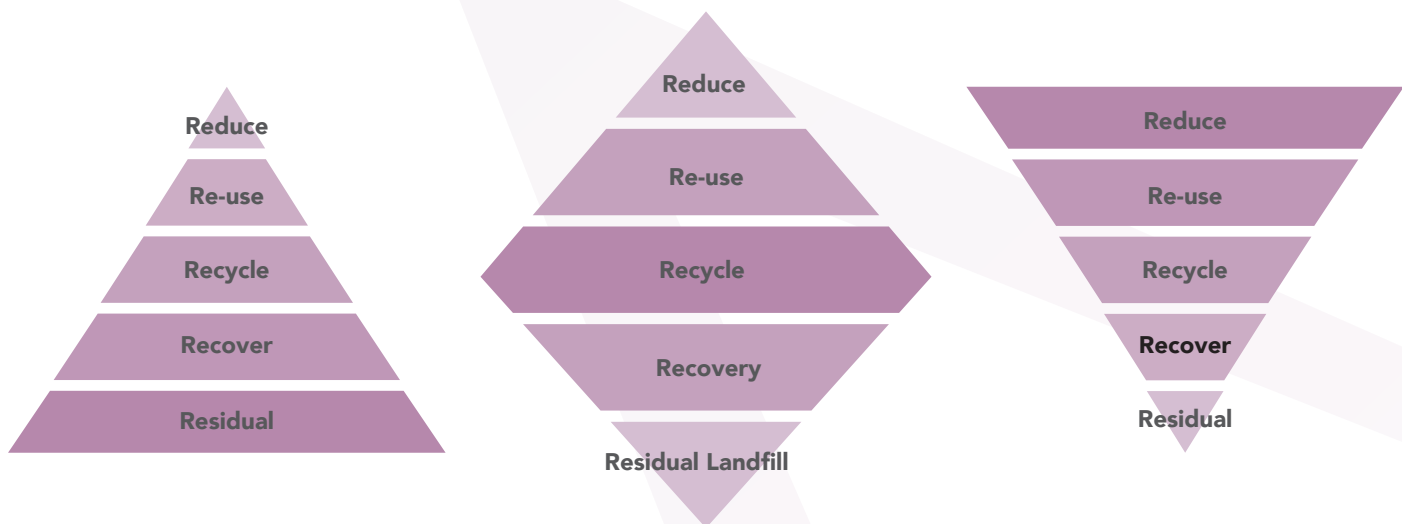 Reduce
Re-use
Recycle
Recover
Residual
Reduce
Re-use
Recycle
Recovery
Residual Landfill
Reduce
Re-use
Recycle
Recover
Residual